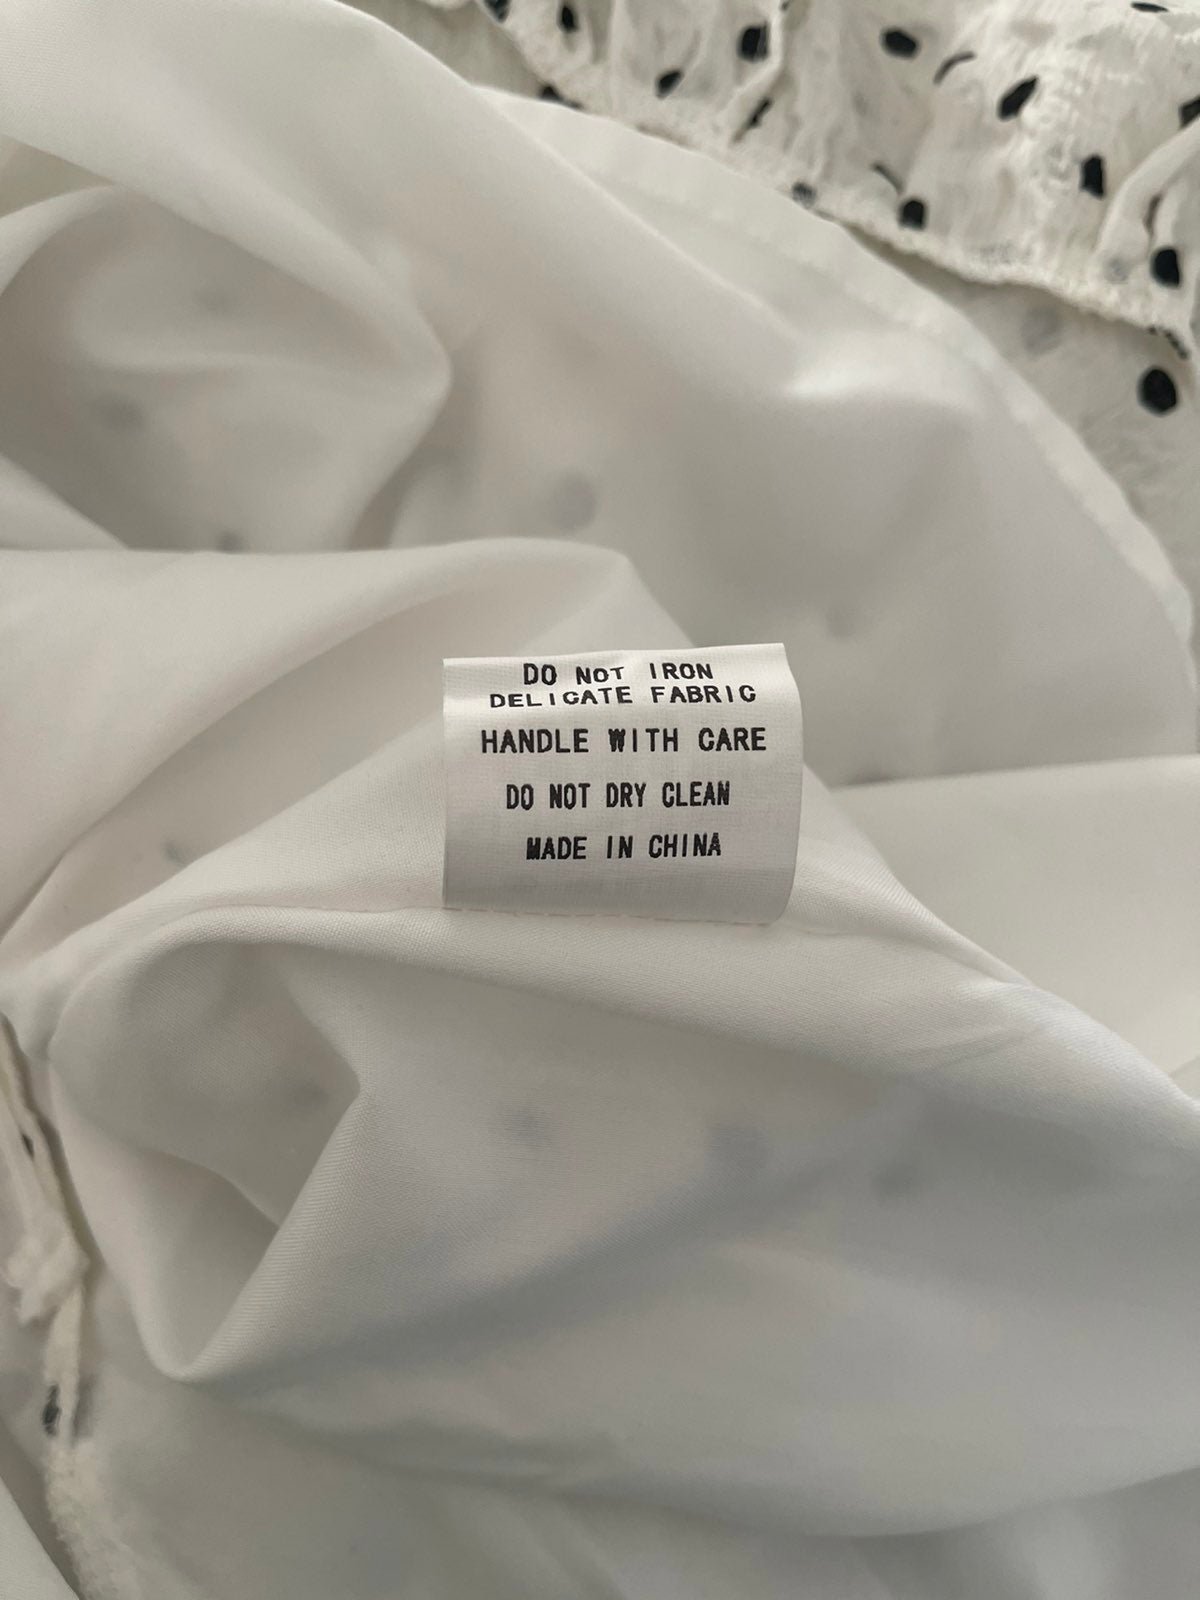 DO NOT IRON
DELICATE FABRIC
HANDLE WITH CARE
DO NOT DRY CLEAN
MADE IN CHINA